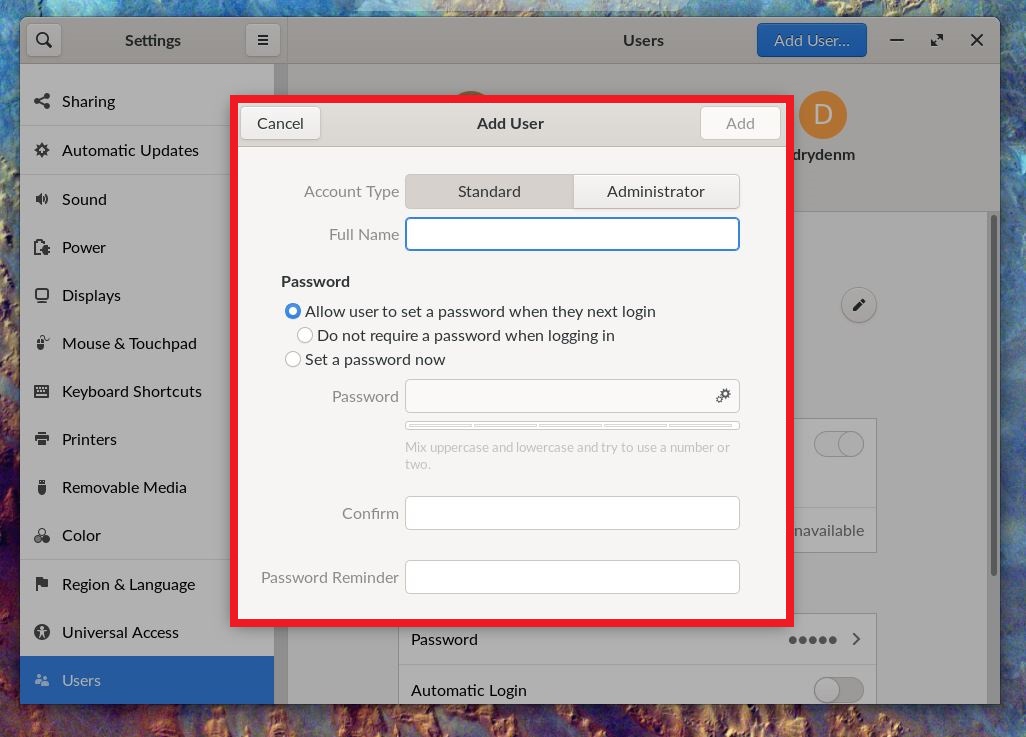 Settings
Users
Add User...
Sharing
Automatic Updates
Sound
Power
Displays
Mouse & Touchpad
Keyboard Shortcuts
Printers
Removable Media
Color
Region & Language
Universal Access
Users
D
drydenm
Cancel
Add User
Add
Account Type
Standard
Administrator
Full Name
Password
Allow user to set a password when they next login
Do not require a password when logging in
Set a password now
Password
Mix uppercase and lowercase and try to use a number or
two.
Confirm
Password Reminder
navailable
Password
Automatic Login